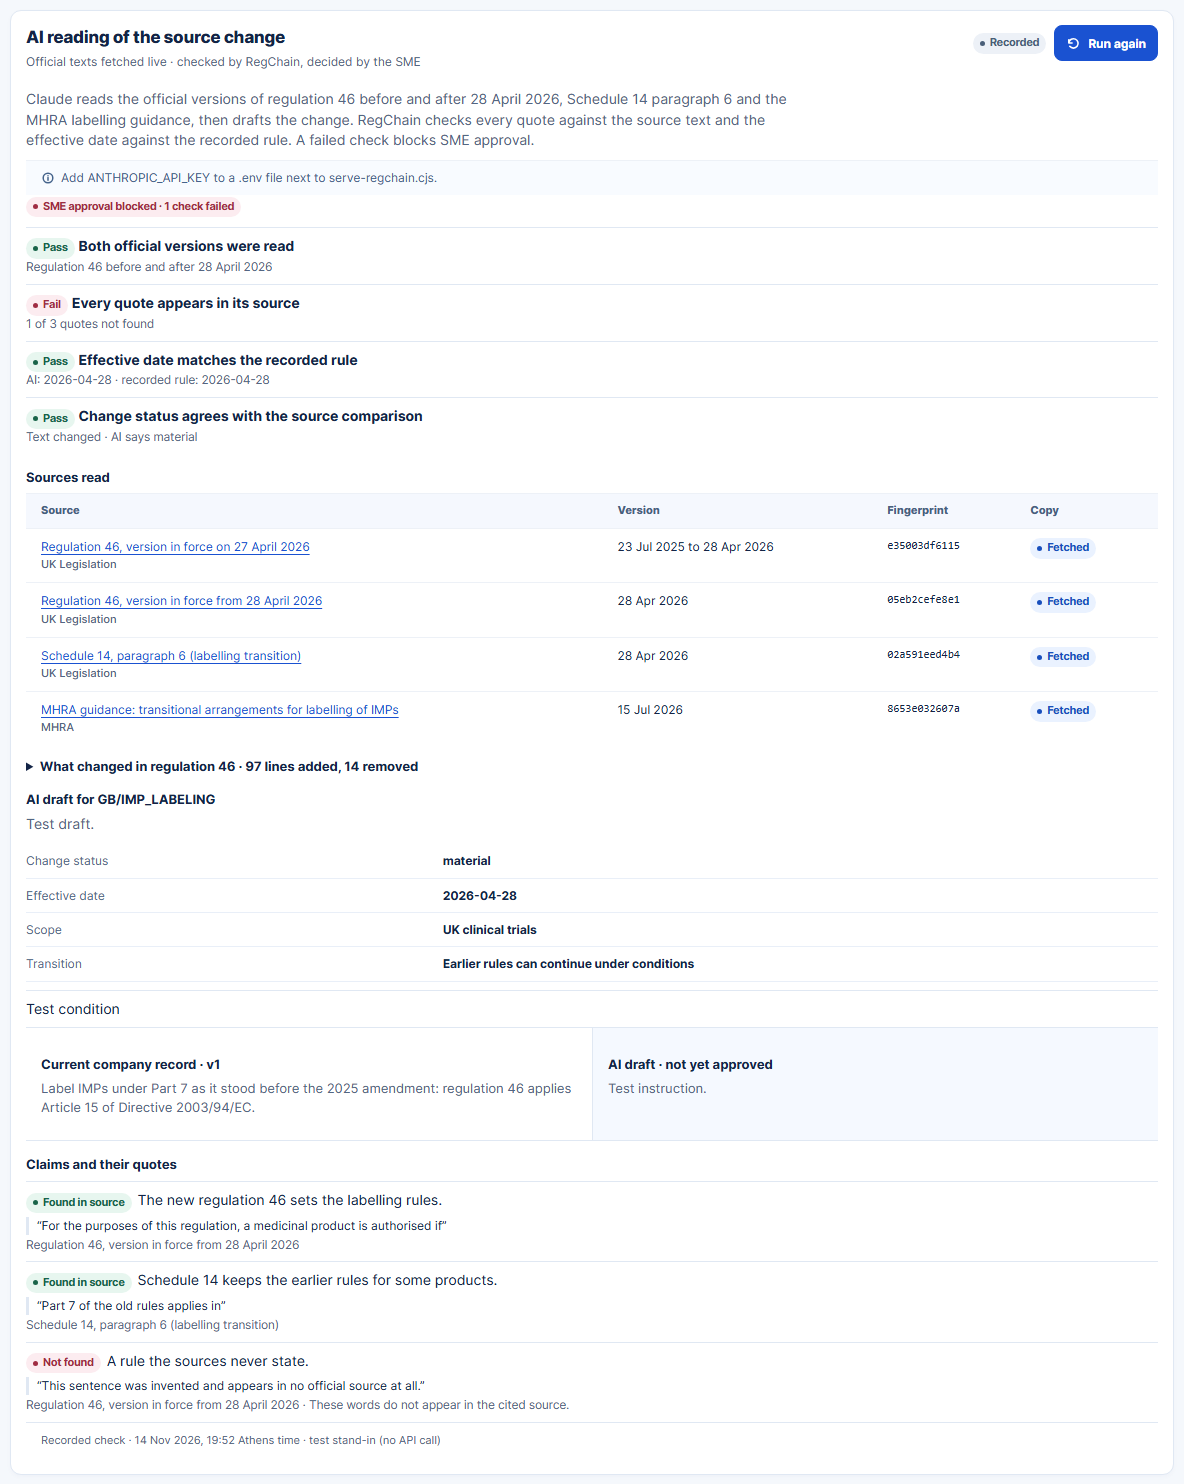 AI reading of the source change
Official texts fetched live · checked by RegChain, decided by the SME
Recorded
Run again
Claude reads the official versions of regulation 46 before and after 28 April 2026, Schedule 14 paragraph 6 and the
MHRA labelling guidance, then drafts the change. RegChain checks every quote against the source text and the
effective date against the recorded rule. A failed check blocks SME approval.
Add ANTHROPIC_API_KEY to a .env file next to serve-regchain.cjs.
SME approval blocked · 1 check failed
Pass Both official versions were read
Regulation 46 before and after 28 April 2026
Fail Every quote appears in its source
1 of 3 quotes not found
Pass Effective date matches the recorded rule
AI: 2026-04-28 · recorded rule: 2026-04-28
Pass Change status agrees with the source comparison
Text changed · AI says material
Sources read
Source Version Fingerprint Copy
Regulation 46, version in force on 27 April 2026 23 Jul 2025 to 28 Apr 2026 e35003df6115 Fetched
UK Legislation
Regulation 46, version in force from 28 April 2026 28 Apr 2026 05eb2cefe8e1 Fetched
UK Legislation
Schedule 14, paragraph 6 (labelling transition) 28 Apr 2026 02a591eed4b4 Fetched
UK Legislation
MHRA guidance: transitional arrangements for labelling of IMPs 15 Jul 2026 8653e032607a Fetched
MHRA
What changed in regulation 46 · 97 lines added, 14 removed
AI draft for GB/IMP_LABELING
Test draft.
Change status material
Effective date 2026-04-28
Scope UK clinical trials
Transition Earlier rules can continue under conditions
Test condition
Current company record · v1
Label IMPs under Part 7 as it stood before the 2025 amendment: regulation 46 applies
Article 15 of Directive 2003/94/EC.
AI draft · not yet approved
Test instruction.
Claims and their quotes
Found in source The new regulation 46 sets the labelling rules.
“For the purposes of this regulation, a medicinal product is authorised if”
Regulation 46, version in force from 28 April 2026
Found in source Schedule 14 keeps the earlier rules for some products.
“Part 7 of the old rules applies in”
Schedule 14, paragraph 6 (labelling transition)
Not found A rule the sources never state.
“This sentence was invented and appears in no official source at all.”
Regulation 46, version in force from 28 April 2026 · These words do not appear in the cited source.
Recorded check · 14 Nov 2026, 19:52 Athens time · test stand-in (no API call)